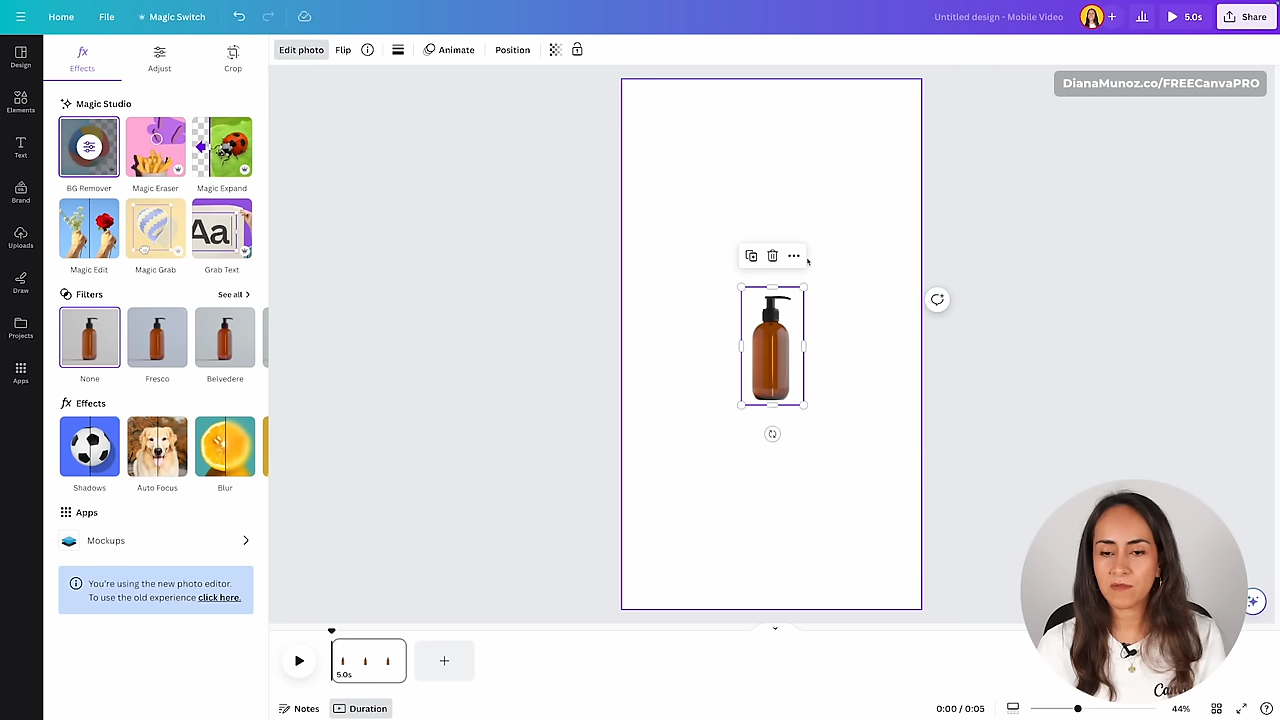 Home
File
Magic Switch
Untitled design - Mobile Video
5.0s
Share
Design
Elements
Text
Brand
Uploads
Draw
Projects
Apps
Effects
Adjust
Crop
Edit photo
Flip
Animate
Position
DianaMunoz.co/FREECanvaPRO
Magic Studio
BG Remover
Magic Eraser
Magic Expand
Aa
Magic Edit
Magic Grab
Grab Text
Filters
See all
None
Fresco
Belvedere
fx Effects
Shadows
Auto Focus
Blur
Apps
Mockups
You're using the new photo editor.
To use the old experience click here.
5.0s
Notes
Duration
0:00 / 0:05
44%